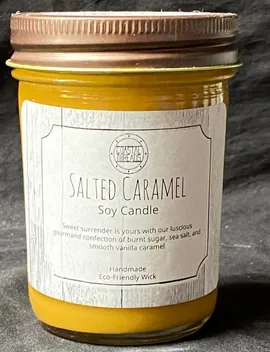 COASTAL
Salted Caramel
Soy Candle
Sweet surrender is yours with our luscious
gourmand confection of burnt sugar, sea salt, and
smooth vanilla caramel.
Handmade
Eco-Friendly Wick